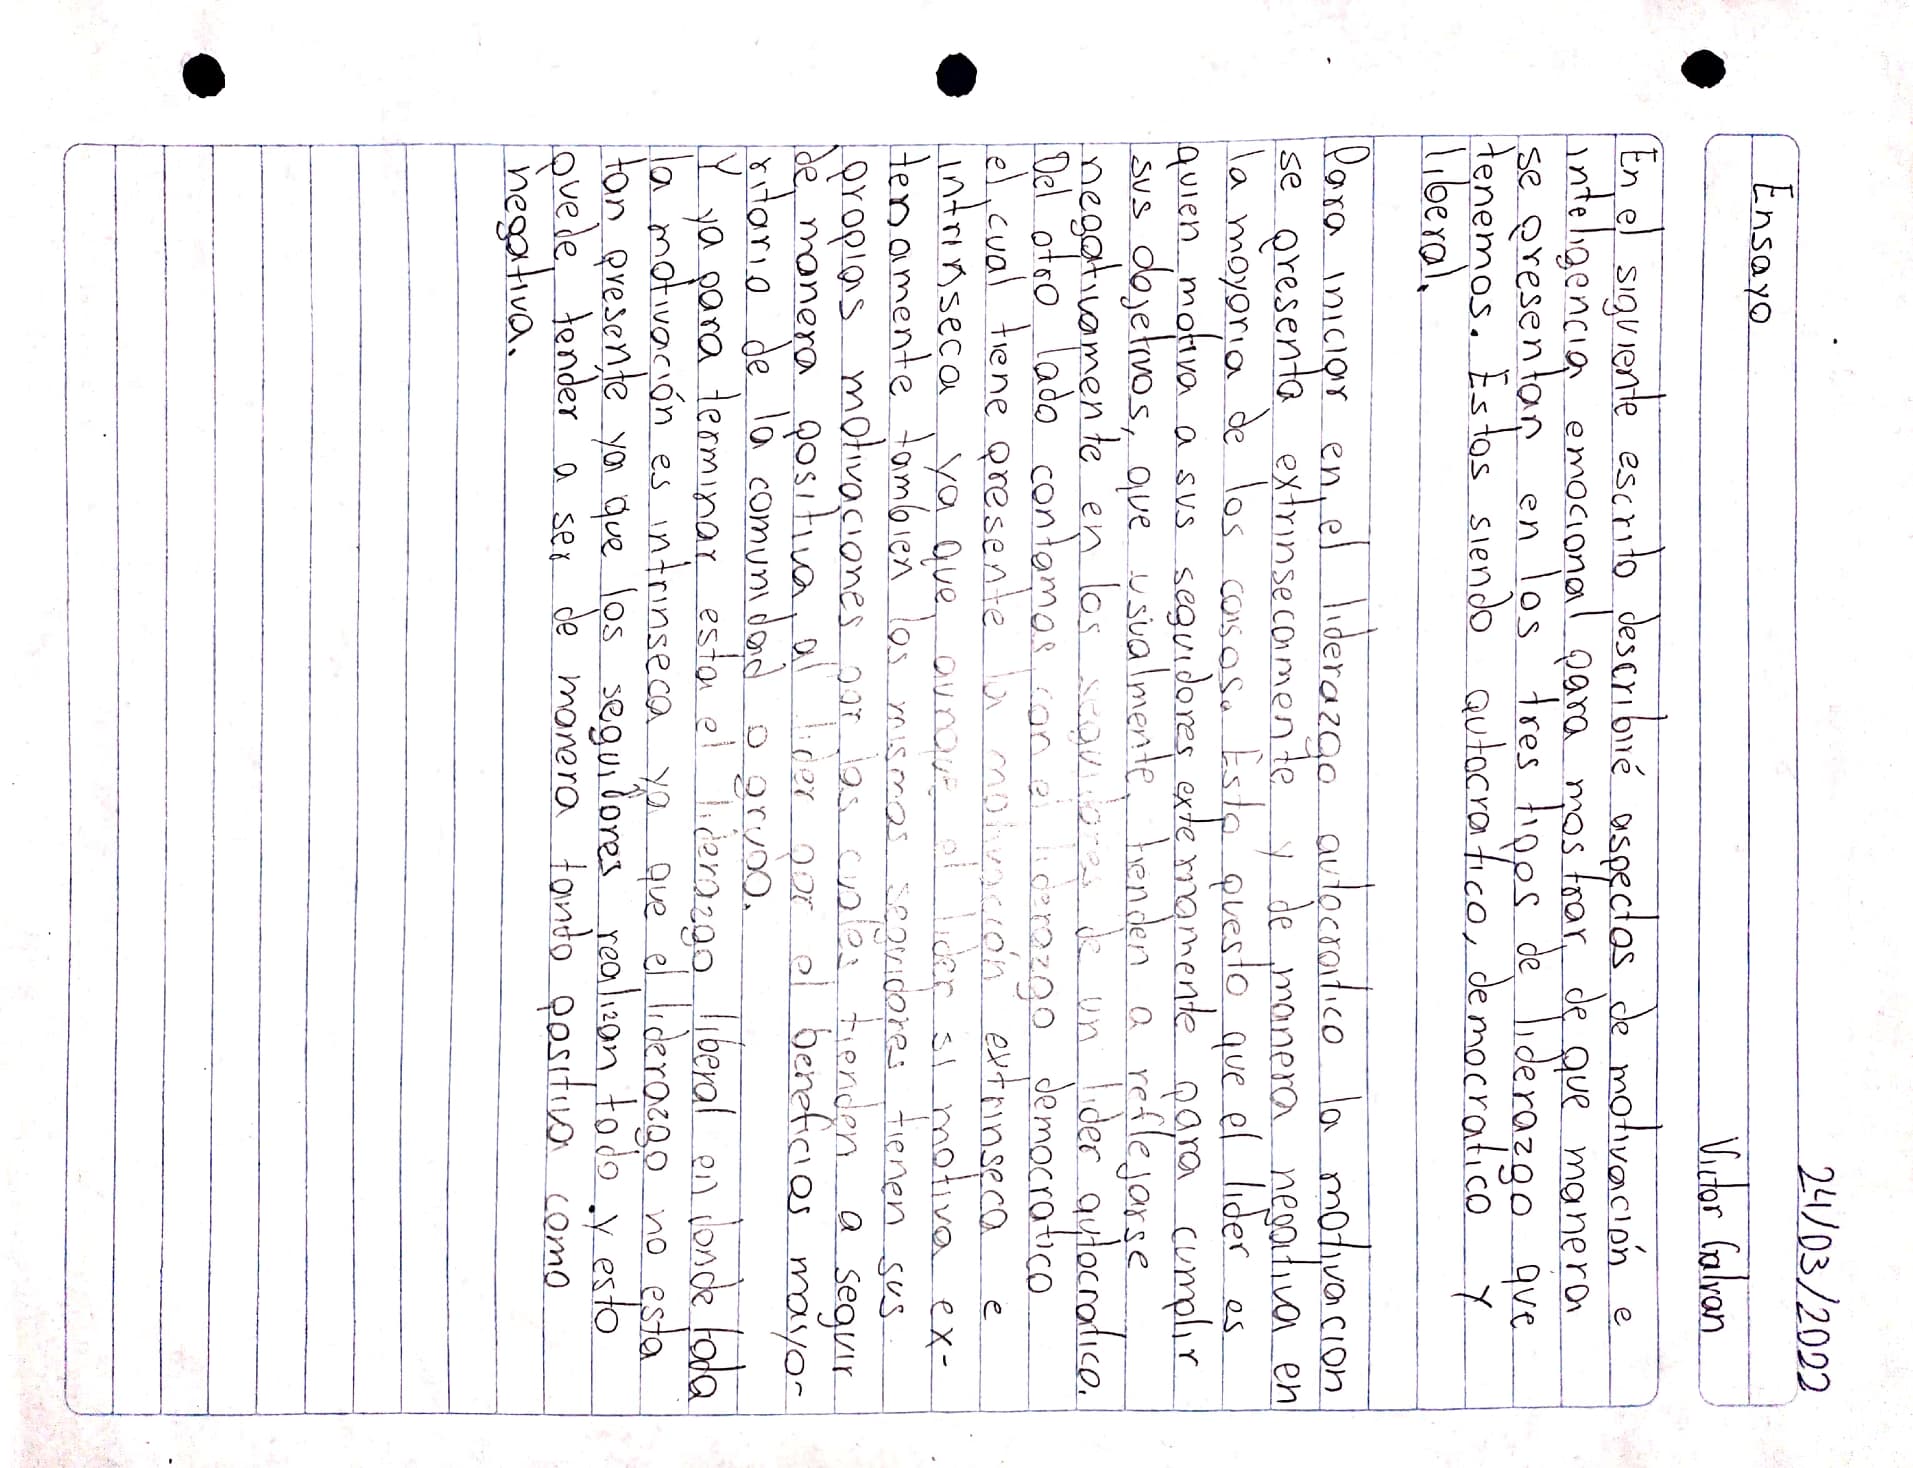 24/03/2022
Ensayo
Victor Galvan
En el siguiente escrito describiré aspectos de motivación e
inteligencia emocional para mostrar de que manera
se presentan en los tres tipos de liderazgo que
tenemos. Estos siendo autocratico, democratico y
liberal.
Para iniciar en el liderazgo autocratico la motivacion
se presenta extrinsecamente y de manera negativa en
la mayoria de los casos. Esto puesto que el lider es
quien motiva a sus seguidores externamente para cumplir
sus objetivos, que usualmente tienden a reflejarse
negativamente en los seguidores de un lider autocratico.
Del otro lado contamos con el liderazgo democratico
el cual tiene presente la motivación extrinseca e
intrinseca ya que aunque el lider si motiva ex-
tenamente tambien los mismos seguidores tienen sus
propias motivaciones por las cuales tienden a seguir
de manera positiva al lider por el beneficios mayo-
ritario de la comunidad o grupo.
Y ya para terminar esta el liderazgo liberal en donde toda
la motivación es intrinseca ya que el liderazgo no esta
tan presente ya que los seguidores realizan todo y esto
puede tender a ser de manera tanto positiva como
negativa.